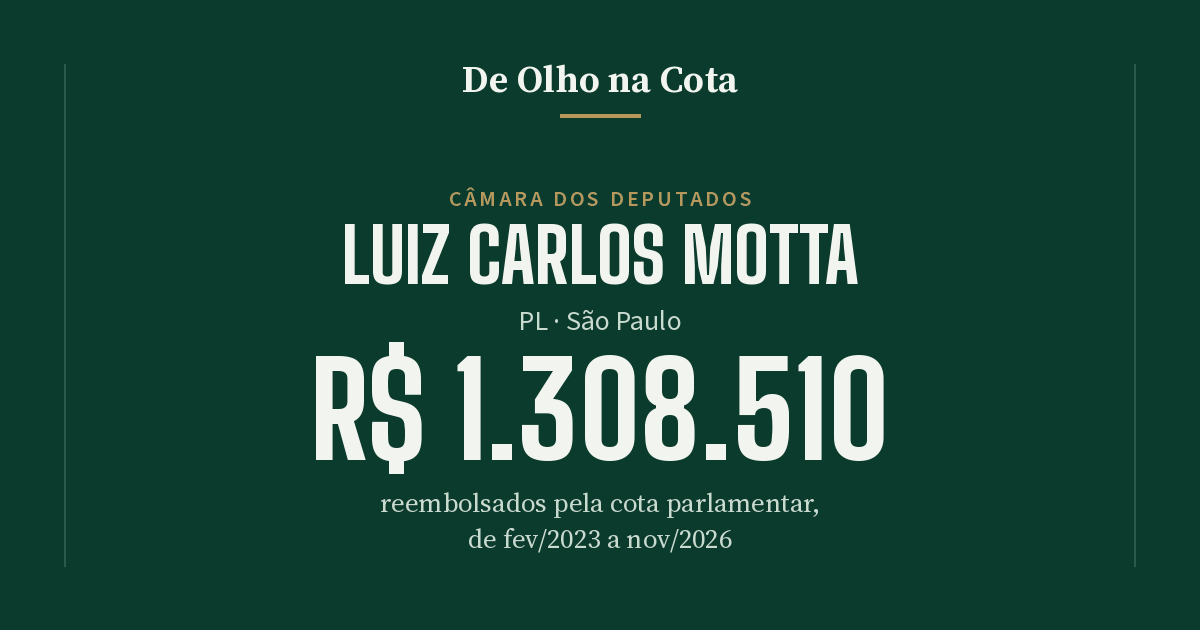 De Olho na Cota
CÂMARA DOS DEPUTADOS
LUIZ CARLOS MOTTA
PL · São Paulo
R$ 1.308.510
reembolsados pela cota parlamentar,
de fev/2023 a nov/2026